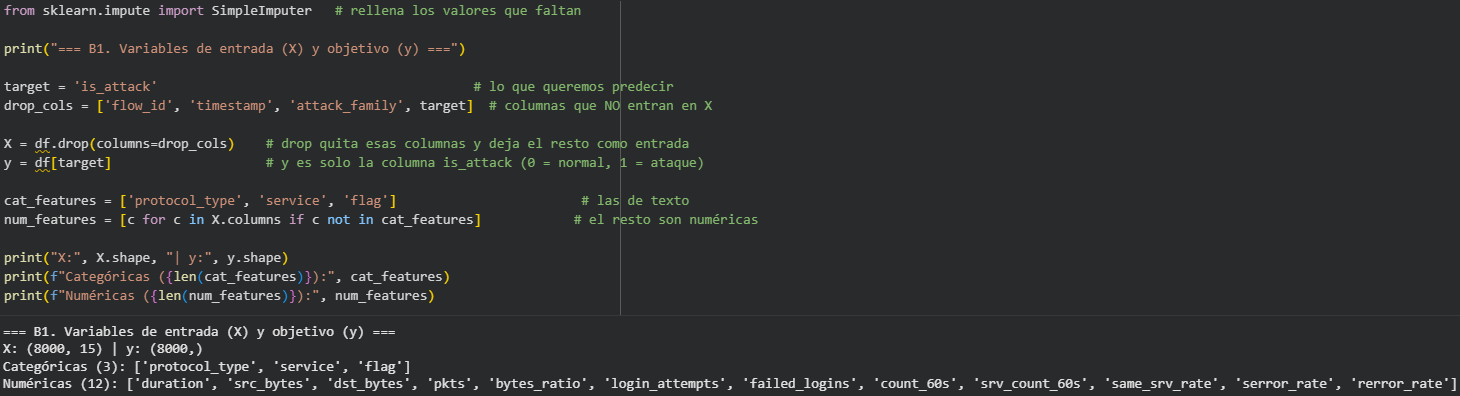 from sklearn.impute import SimpleImputer   # rellena los valores que faltan
print("=== B1. Variables de entrada (X) y objetivo (y) ===")
target = 'is_attack'                                         # lo que queremos predecir
drop_cols = ['flow_id', 'timestamp', 'attack_family', target]  # columnas que NO entran en X
X = df.drop(columns=drop_cols)    # drop quita esas columnas y deja el resto como entrada
y = df[target]                    # y es solo la columna is_attack (0 = normal, 1 = ataque)
cat_features = ['protocol_type', 'service', 'flag']                        # las de texto
num_features = [c for c in X.columns if c not in cat_features]            # el resto son numéricas
print("X:", X.shape, "| y:", y.shape)
print(f"Categóricas ({len(cat_features)}):", cat_features)
print(f"Numéricas ({len(num_features)}):", num_features)
=== B1. Variables de entrada (X) y objetivo (y) ===
X: (8000, 15) | y: (8000,)
Categóricas (3): ['protocol_type', 'service', 'flag']
Numéricas (12): ['duration', 'src_bytes', 'dst_bytes', 'pkts', 'bytes_ratio', 'login_attempts', 'failed_logins', 'count_60s', 'srv_count_60s', 'same_srv_rate', 'serror_rate', 'rerror_rate']